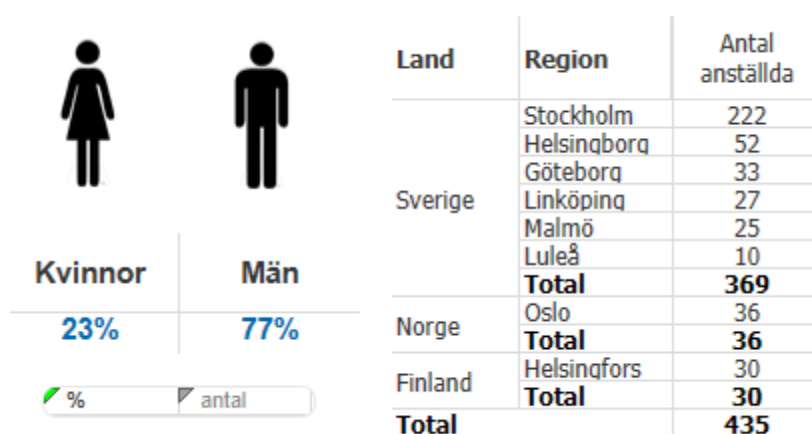 Kvinnor Män
23% 77%
% antal
Land Region Antal anställda
Sverige Stockholm 222
Helsingborg 52
Göteborg 33
Linköping 27
Malmö 25
Luleå 10
Total 369
Norge Oslo 36
Total 36
Finland Helsingfors 30
Total 30
Total 435